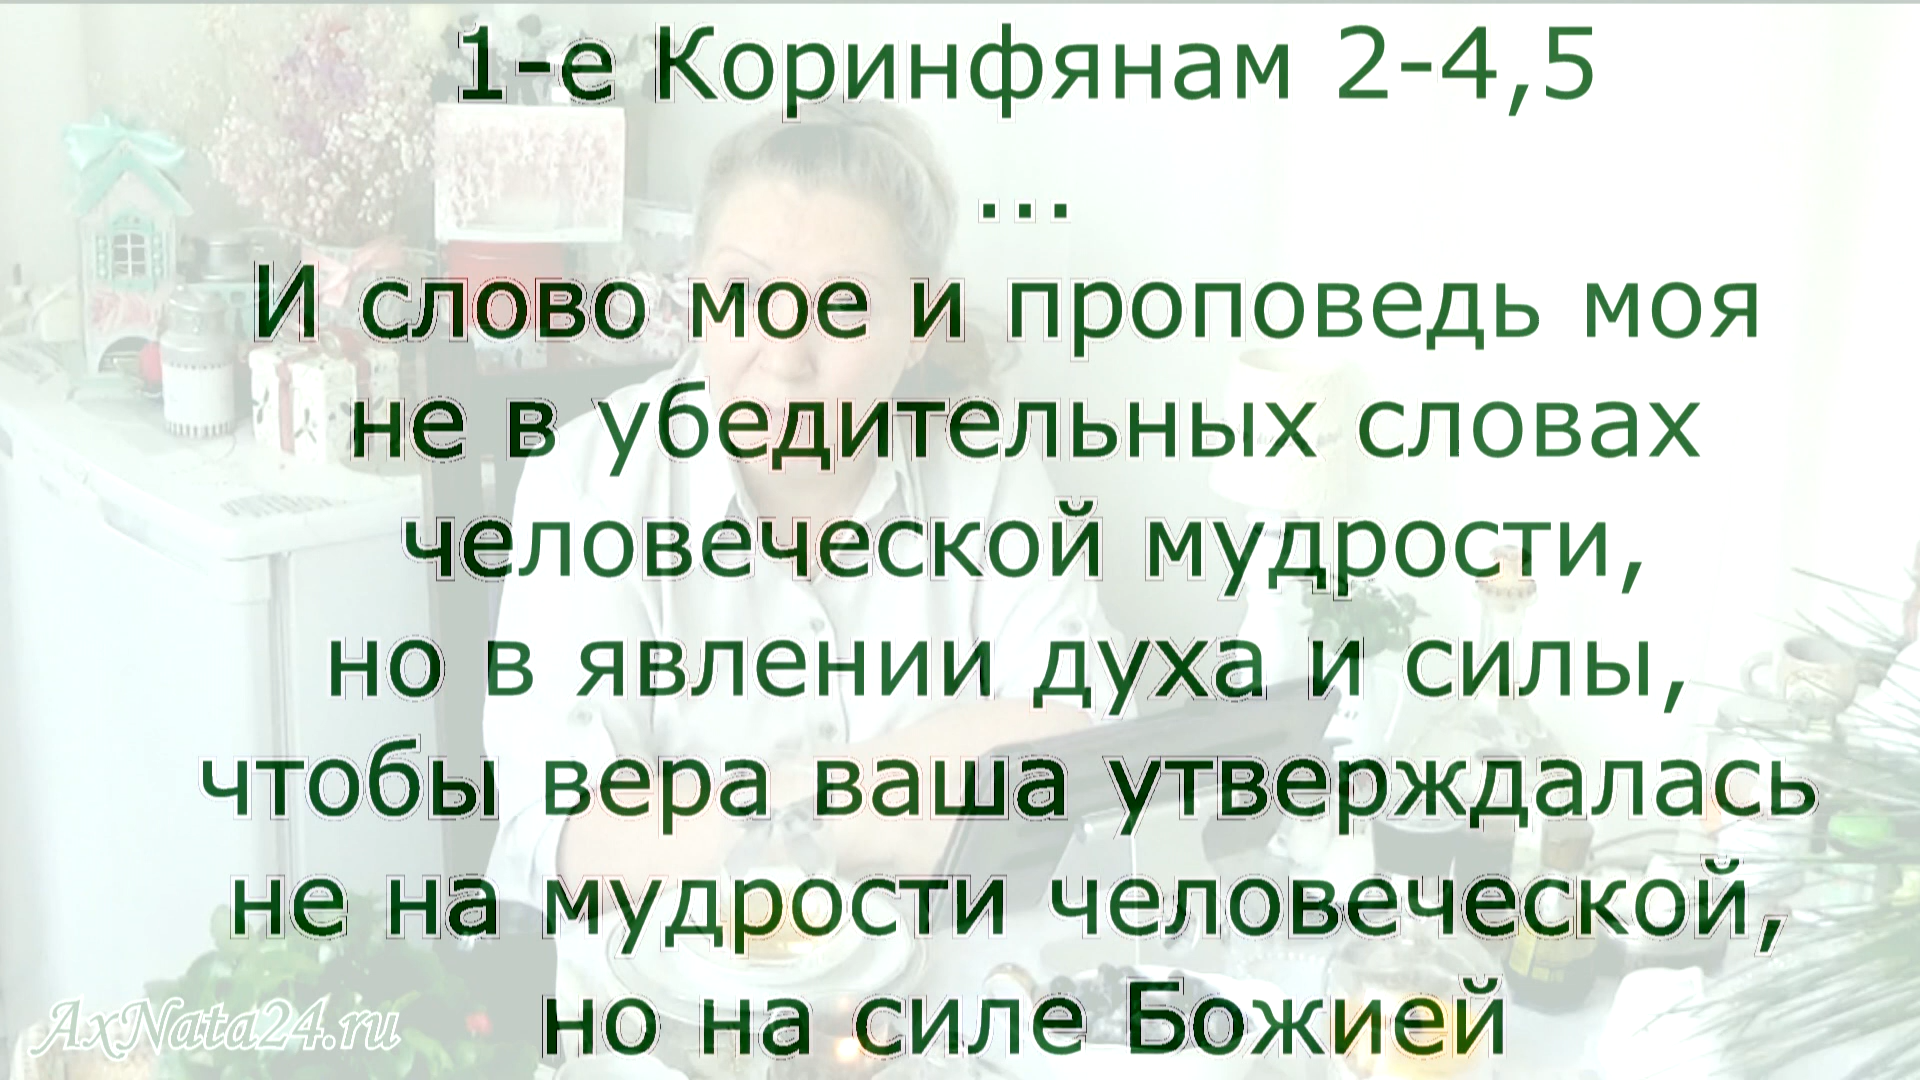 1-е Коринфянам 2-4,5
...
И слово мое и проповедь моя
не в убедительных словах
человеческой мудрости,
но в явлении духа и силы,
чтобы вера ваша утверждалась
не на мудрости человеческой,
но на силе Божией
AxNata24.ru